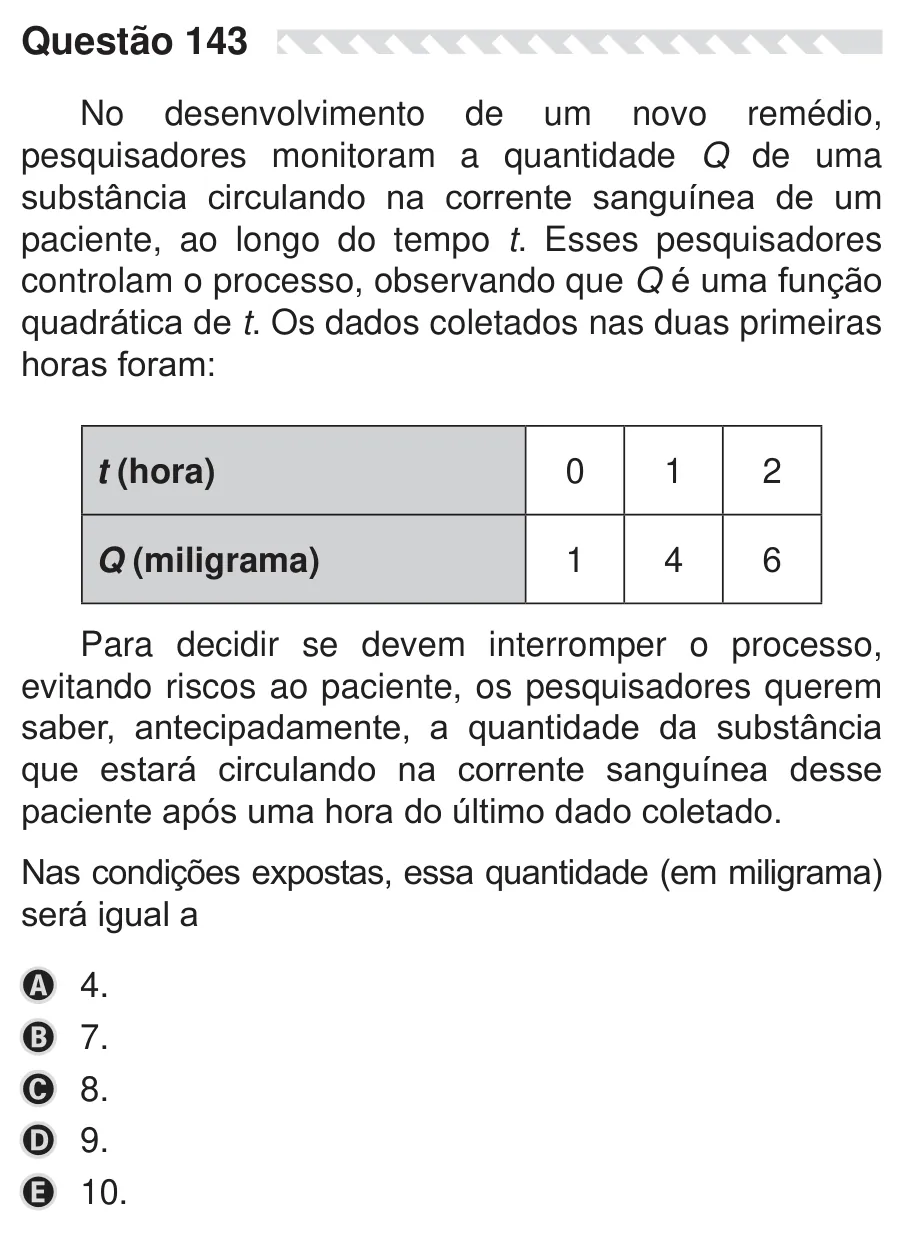 Questão 143
No desenvolvimento de um novo remédio,
pesquisadores monitoram a quantidade Q de uma
substância circulando na corrente sanguínea de um
paciente, ao longo do tempo t. Esses pesquisadores
controlam o processo, observando que Q é uma função
quadrática de t. Os dados coletados nas duas primeiras
horas foram:
t (hora) 0 1 2
Q (miligrama) 1 4 6
Para decidir se devem interromper o processo,
evitando riscos ao paciente, os pesquisadores querem
saber, antecipadamente, a quantidade da substância
que estará circulando na corrente sanguínea desse
paciente após uma hora do último dado coletado.
Nas condições expostas, essa quantidade (em miligrama)
será igual a
A 4.
B 7.
C 8.
D 9.
E 10.